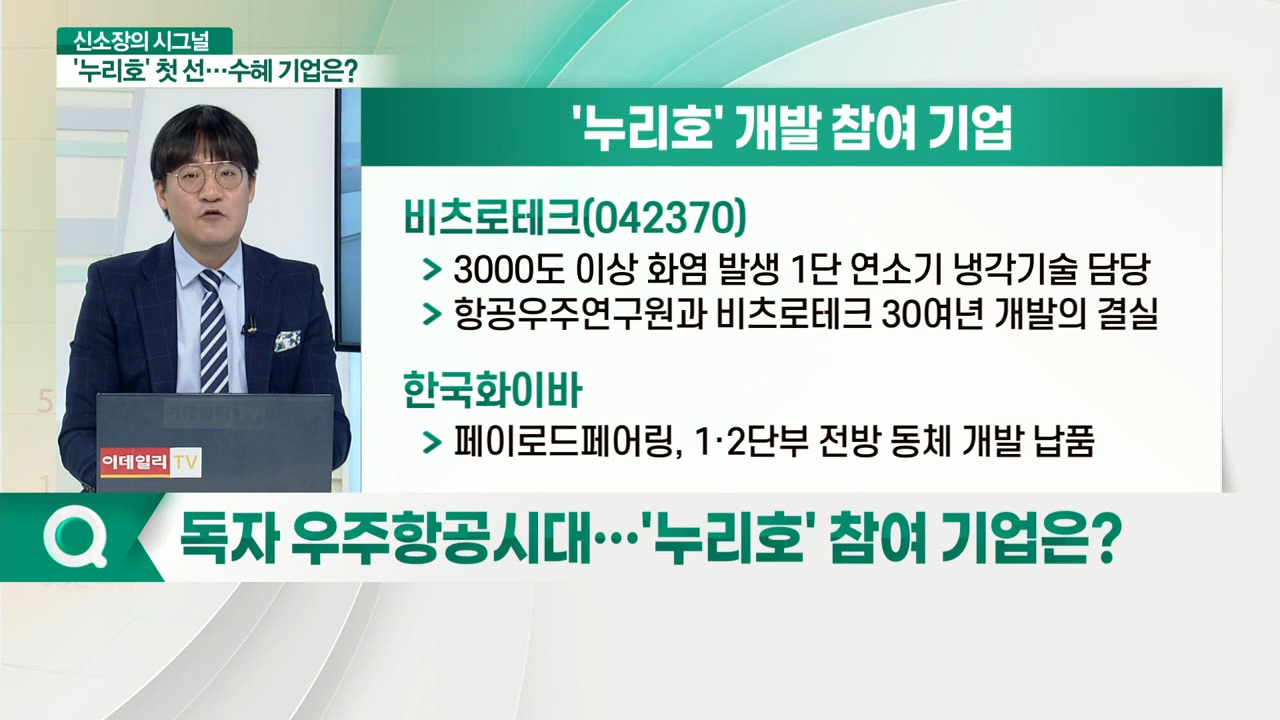 신소장의 시그널
'누리호' 첫 선…수혜 기업은?
'누리호' 개발 참여 기업
비츠로테크(042370)
> 3000도 이상 화염 발생 1단 연소기 냉각기술 담당
> 항공우주연구원과 비츠로테크 30여년 개발의 결실
한국화이바
> 페이로드페어링, 1·2단부 전방 동체 개발 납품
이데일리 TV
Q 독자 우주항공시대…'누리호' 참여 기업은?